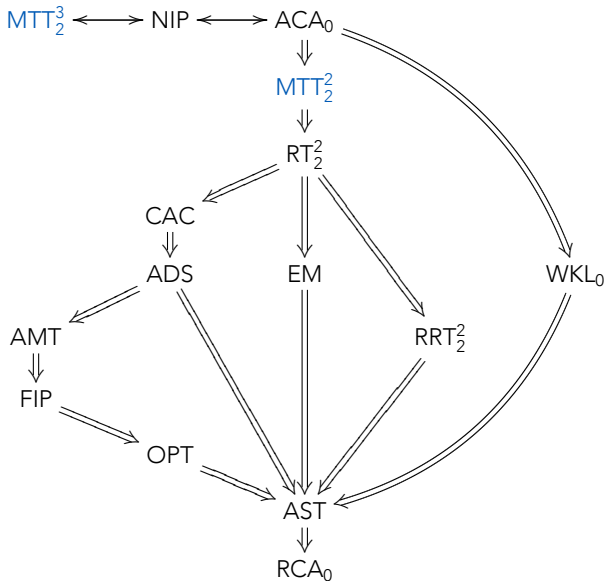 MTT³₂ NIP ACA₀
MTT²₂
RT²₂
CAC
ADS EM WKL₀
AMT RRT²₂
FIP
OPT
AST
RCA₀